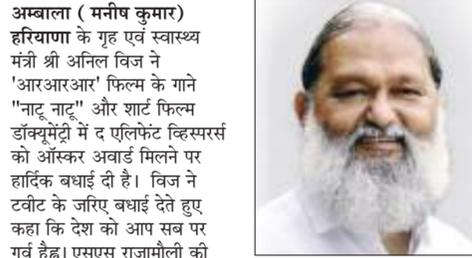 अम्बाला ( मनीष कुमार)
हरियाणा के गृह एवं स्वास्थ्य
मंत्री श्री अनिल विज ने
'आरआरआर' फिल्म के गाने
"नाटू नाटू" और शार्ट फिल्म
डॉक्यूमेंट्री में द एलिफेंट व्हिस्परर्स
को ऑस्कर अवार्ड मिलने पर
हार्दिक बधाई दी है। विज ने
ट्वीट के जरिए बधाई देते हुए
कहा कि देश को आप सब पर
गर्व हैह्न। एसएस राजामौली की